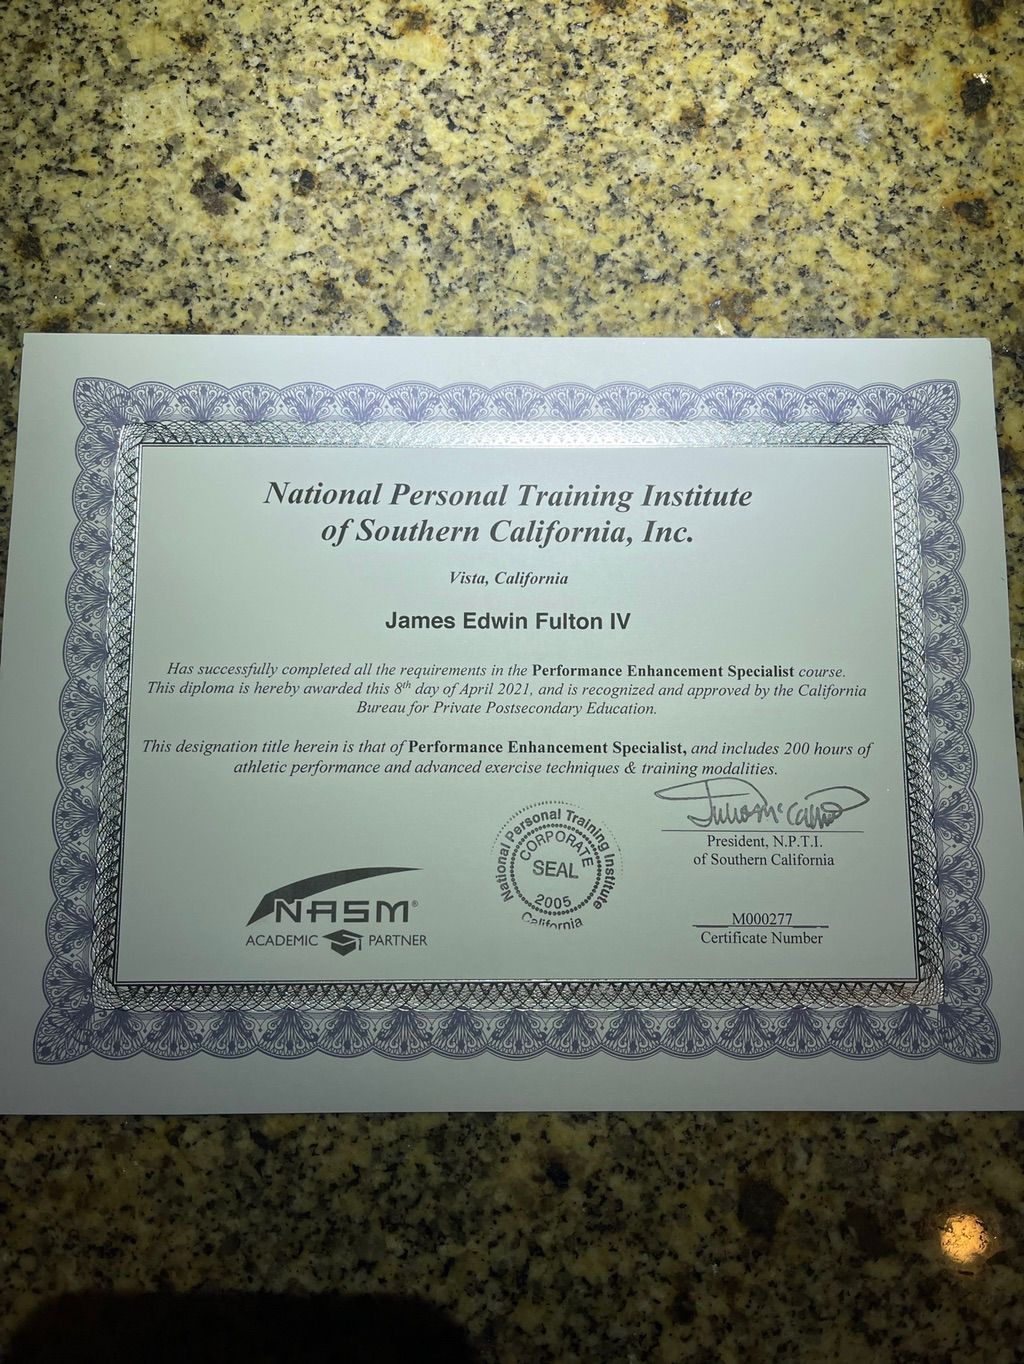 National Personal Training Institute
of Southern California, Inc.
Vista, California
James Edwin Fulton IV
Has successfully completed all the requirements in the Performance Enhancement Specialist course.
This diploma is hereby awarded this 8th day of April 2021, and is recognized and approved by the California
Bureau for Private Postsecondary Education.
This designation title herein is that of Performance Enhancement Specialist, and includes 200 hours of
athletic performance and advanced exercise techniques & training modalities.
President, N.P.T.I.
of Southern California
National Personal Training Institute
CORPORATE
SEAL
2005
California
NASM®
ACADEMIC PARTNER
M000277
Certificate Number